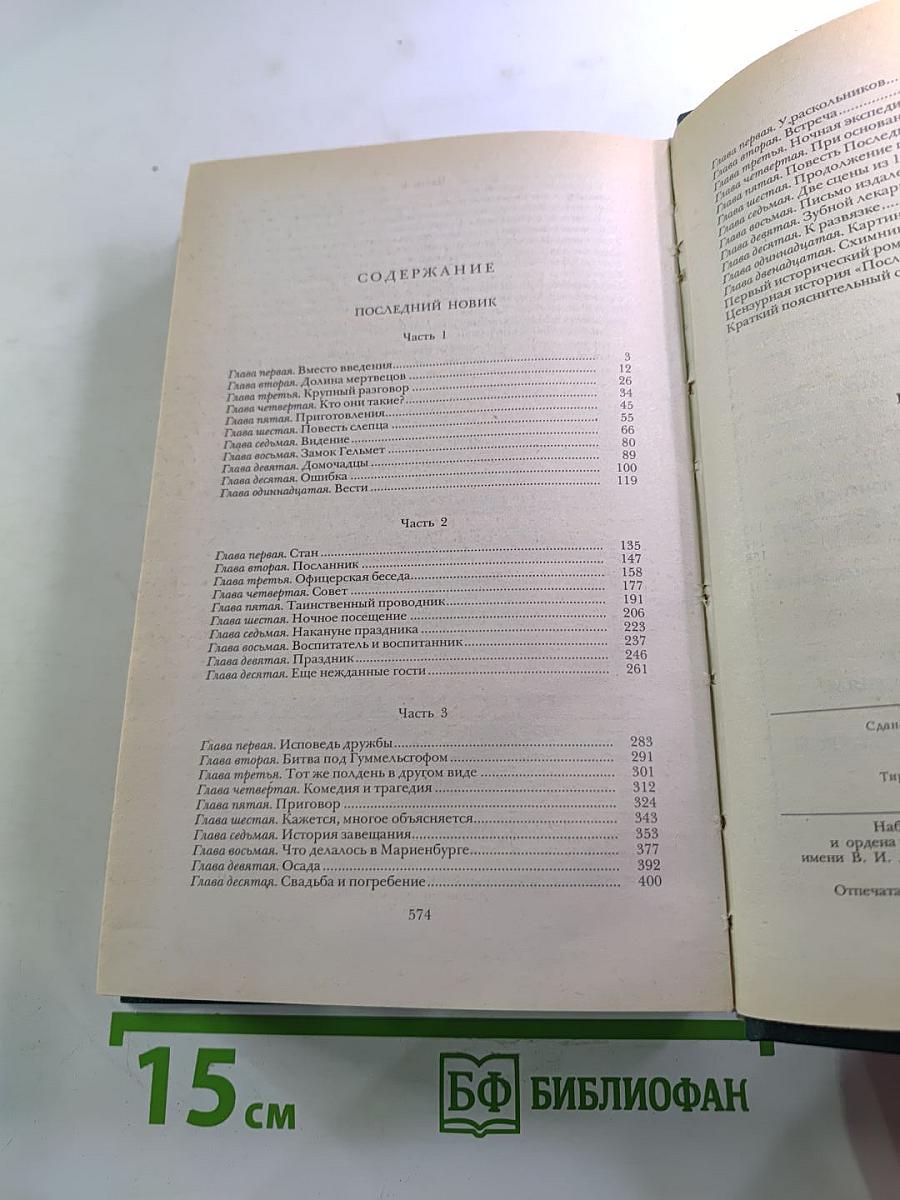 СОДЕРЖАНИЕ
ПОСЛЕДНИЙ НОВИК
Часть 1
Глава первая. Вместо введения 3
Глава вторая. Долина мертвецов 12
Глава третья. Крупный разговор 26
Глава четвертая. Кто они такие? 34
Глава пятая. Приготовления 45
Глава шестая. Повесть слепца 55
Глава седьмая. Видение 66
Глава восьмая. Замок Гельмет 80
Глава девятая. Домочадцы 89
Глава десятая. Ошибка 100
Глава одиннадцатая. Вести 119
Часть 2
Глава первая. Стан 135
Глава вторая. Посланник 147
Глава третья. Офицерская беседа 158
Глава четвертая. Совет 177
Глава пятая. Таинственный проводник 191
Глава шестая. Ночное посещение 206
Глава седьмая. Накануне праздника 223
Глава восьмая. Воспитатель и воспитанник 237
Глава девятая. Праздник 246
Глава десятая. Еще нежданные гости 261
Часть 3
Глава первая. Исповедь дружбы 283
Глава вторая. Битва под Гуммельсгофом 291
Глава третья. Тот же полдень в другом виде 301
Глава четвертая. Комедия и трагедия 312
Глава пятая. Приговор 324
Глава шестая. Кажется, многое объясняется 343
Глава седьмая. История завещания 353
Глава восьмая. Что делалось в Мариенбурге 377
Глава девятая. Осада 392
Глава десятая. Свадьба и погребение 400
574
Глава первая. У раскольников
Глава вторая. Встреча
Глава третья. Ночная экспеди
Глава четвертая. При основан
Глава пятая. Повесть Последн
Глава шестая. Продолжение
Глава седьмая. Две сцены из 1
Глава восьмая. Письмо издале
Глава девятая. Зубной лекарь
Глава десятая. К развязке
Глава одиннадцатая. Картин
Глава двенадцатая. Схимник
Первый исторический ром
Цензурная история «Посл
Краткий пояснительный с
Сдан
Ти
Наб
и ордена
имени В. И.
Отпечата
15 см
БФ БИБЛИОФАН